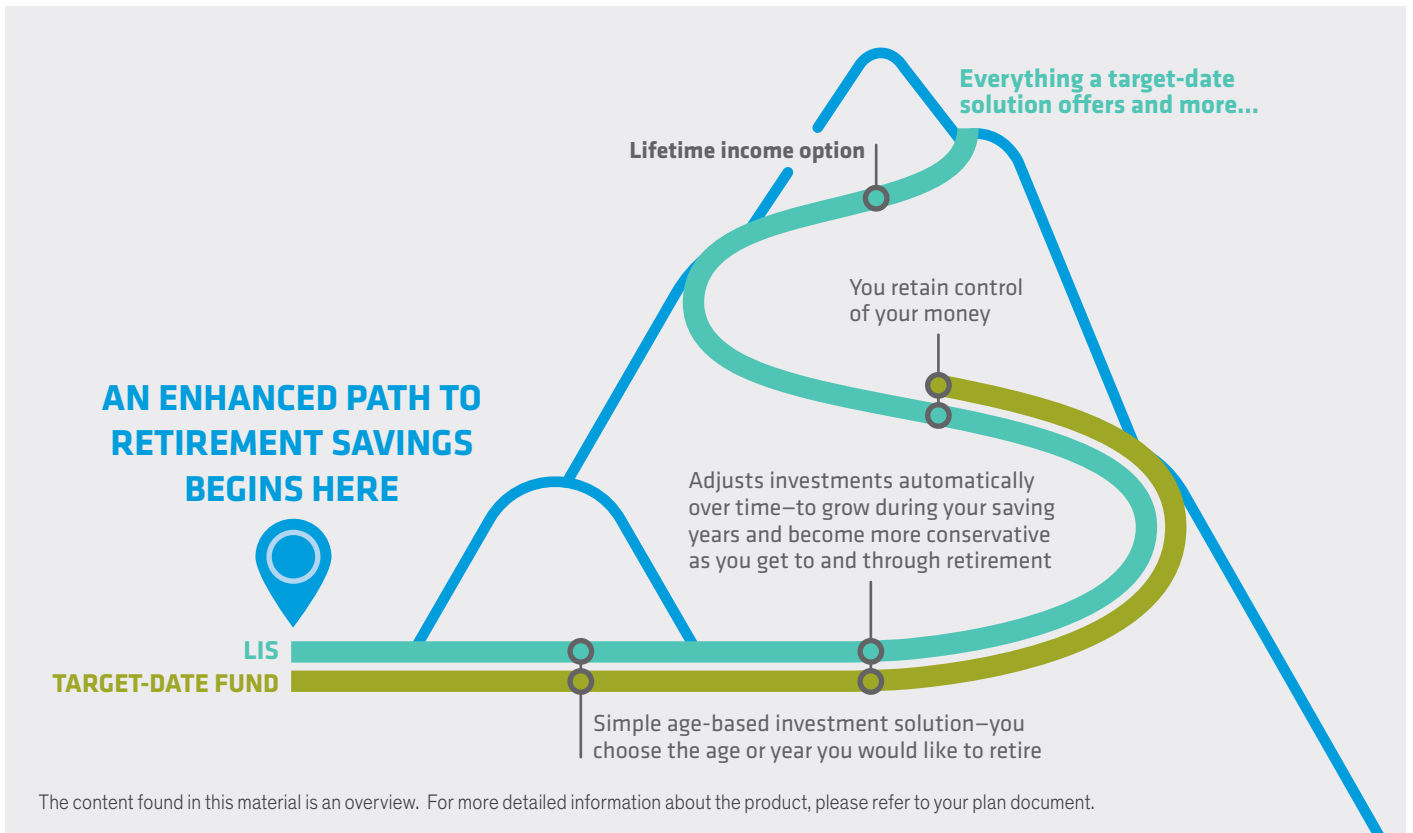 Everything a target-date
solution offers and more...
Lifetime income option
You retain control
of your money
AN ENHANCED PATH TO
RETIREMENT SAVINGS
BEGINS HERE
Adjusts investments automatically
over time–to grow during your saving
years and become more conservative
as you get to and through retirement
LIS
TARGET-DATE FUND
Simple age-based investment solution–you
choose the age or year you would like to retire
The content found in this material is an overview.  For more detailed information about the product, please refer to your plan document.